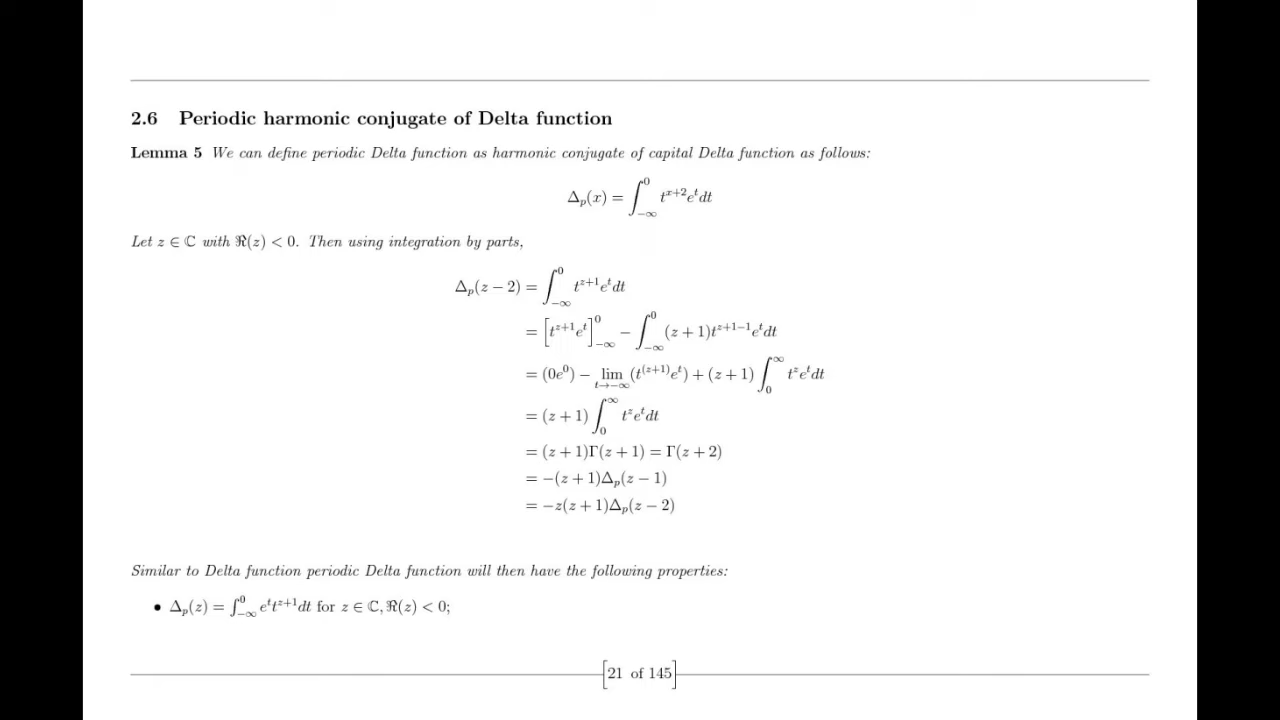 2.6 Periodic harmonic conjugate of Delta function
Lemma 5 We can define periodic Delta function as harmonic conjugate of capital Delta function as follows:
Δ_p(x) = ∫_{-∞}^{0} t^{x+2} e^t dt
Let z ∈ ℂ with ℜ(z) < 0. Then using integration by parts,
Δ_p(z − 2) = ∫_{-∞}^{0} t^{z+1} e^t dt
= [t^{z+1} e^t]_{-∞}^{0} − ∫_{-∞}^{0} (z + 1)t^{z+1−1} e^t dt
= (0e^0) − lim_{t→−∞} (t^{(z+1)} e^t) + (z + 1) ∫_{0}^{∞} t^z e^t dt
= (z + 1) ∫_{0}^{∞} t^z e^t dt
= (z + 1)Γ(z + 1) = Γ(z + 2)
= −(z + 1)Δ_p(z − 1)
= −z(z + 1)Δ_p(z − 2)
Similar to Delta function periodic Delta function will then have the following properties:
• Δ_p(z) = ∫_{-∞}^{0} e^t t^{z+1} dt for z ∈ ℂ, ℜ(z) < 0;
[21 of 145]